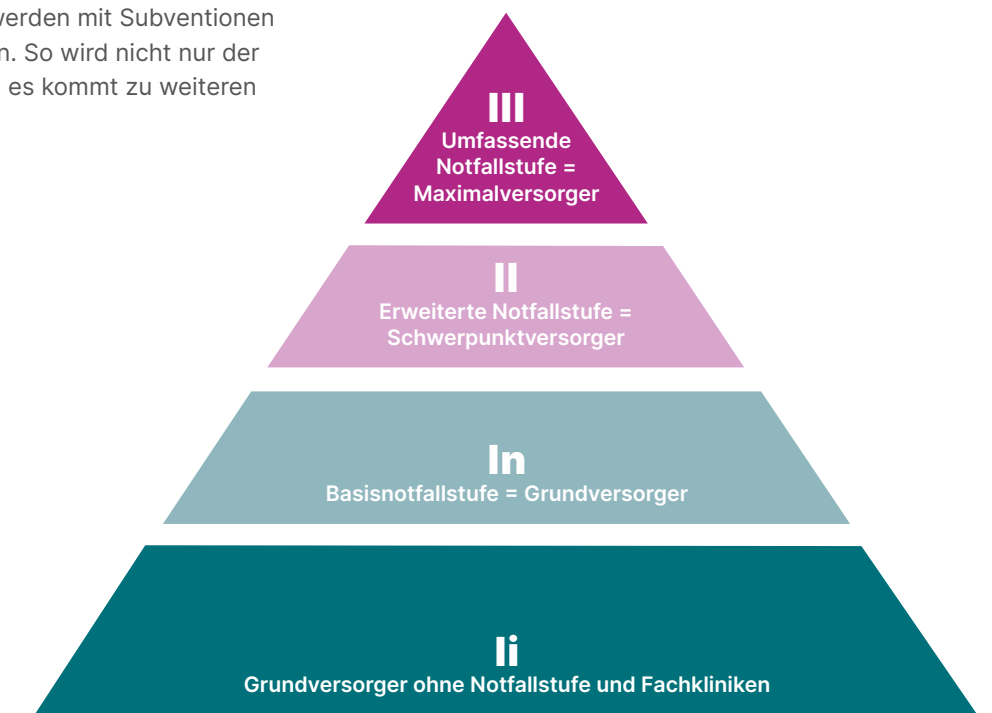 werden mit Subventionen
n. So wird nicht nur der
es kommt zu weiteren
III
Umfassende
Notfallstufe =
Maximalversorger
II
Erweiterte Notfallstufe =
Schwerpunktversorger
In
Basisnotfallstufe = Grundversorger
Ii
Grundversorger ohne Notfallstufe und Fachkliniken